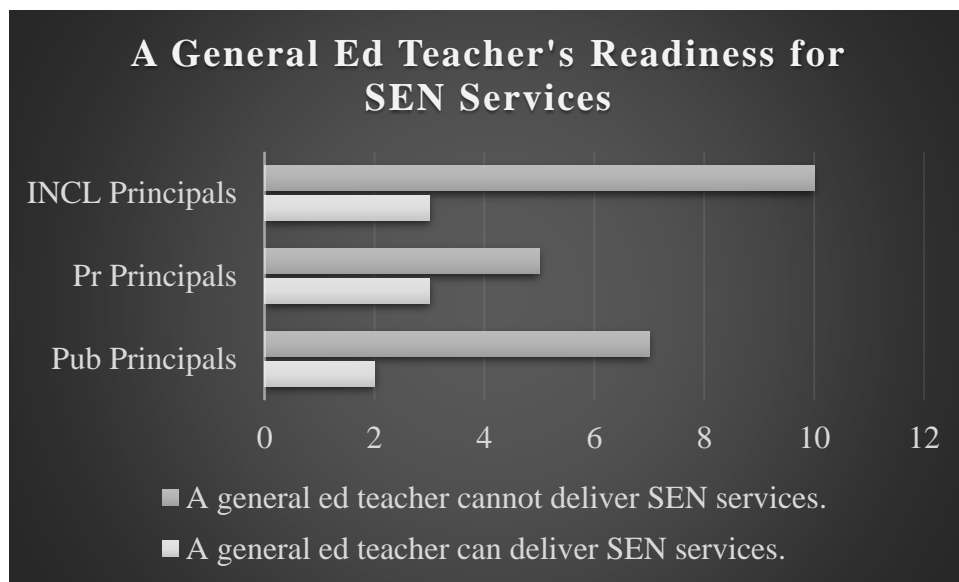 A General Ed Teacher's Readiness for
SEN Services
INCL Principals
Pr Principals
Pub Principals
0 2 4 6 8 10 12
A general ed teacher cannot deliver SEN services.
A general ed teacher can deliver SEN services.